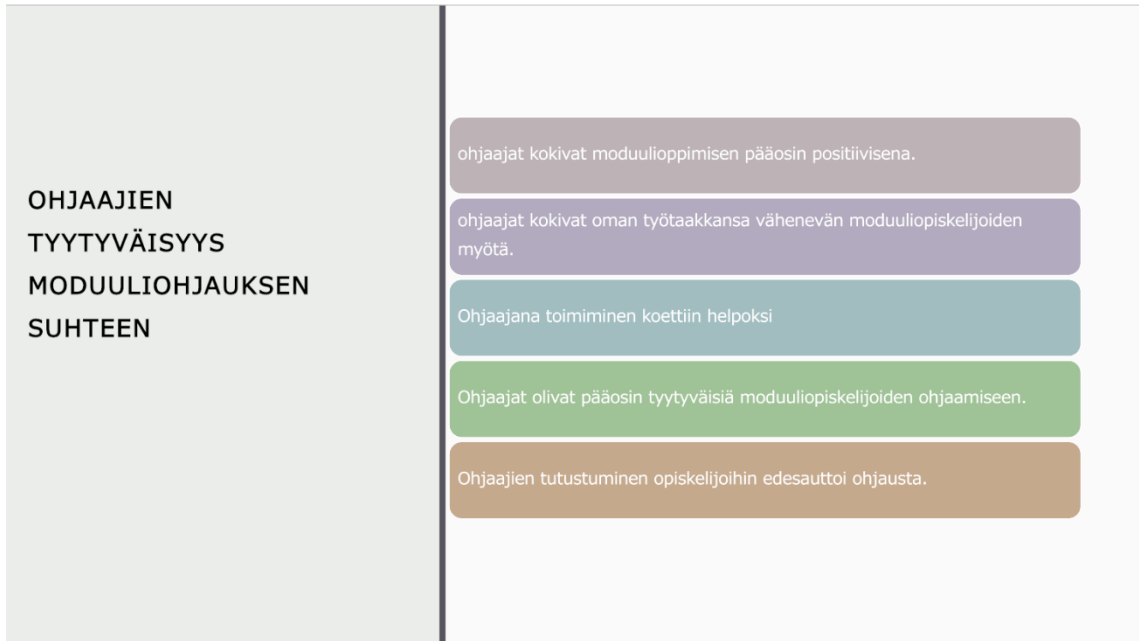 OHJAAJIEN
TYYTYVÄISYYS
MODUULIOHJAUKSEN
SUHTEEN
ohjaajat kokivat moduulioppimisen pääosin positiivisena.
ohjaajat kokivat oman työtaakkansa vähenevän moduuliopiskelijoiden
myötä.
Ohjaajana toimiminen koettiin helpoksi
Ohjaajat olivat pääosin tyytyväisiä moduuliopiskelijoiden ohjaamiseen.
Ohjaajien tutustuminen opiskelijoihin edesauttoi ohjausta.